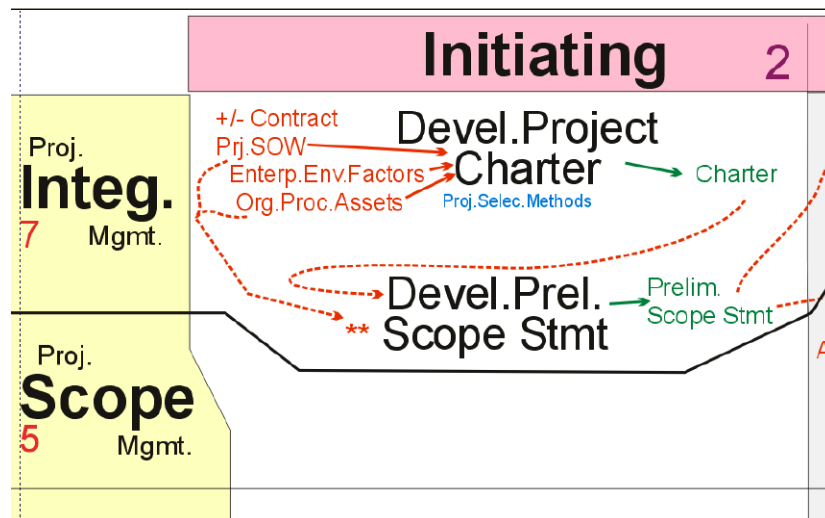 Initiating 2
+/- Contract
Prj.SOW
Enterp.Env.Factors
Org.Proc.Assets
Devel.Project
Charter
Proj.Selec.Methods
Charter
Proj.
Integ.
7 Mgmt.
Devel.Prel.
** Scope Stmt
Prelim.
Scope Stmt
A
Proj.
Scope
5 Mgmt.